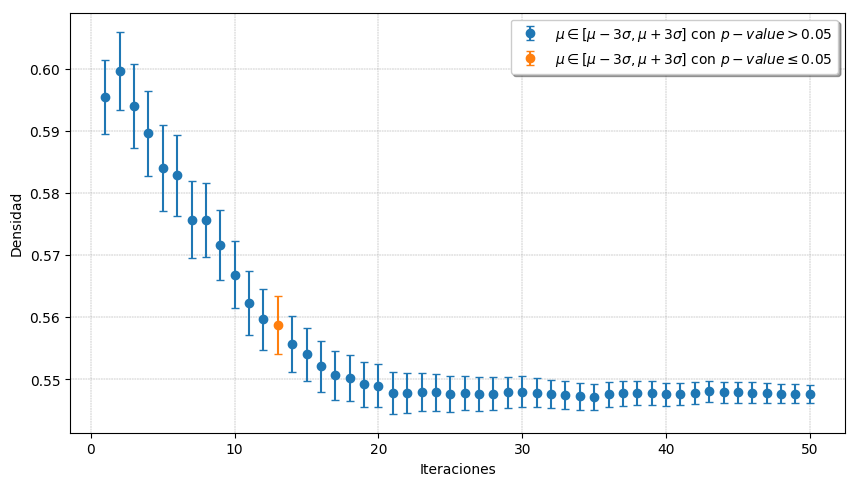 μ ∈ [μ − 3σ, μ + 3σ] con p − value > 0.05
μ ∈ [μ − 3σ, μ + 3σ] con p − value ≤ 0.05
0.60
0.59
0.58
0.57
0.56
0.55
Densidad
0 10 20 30 40 50
Iteraciones